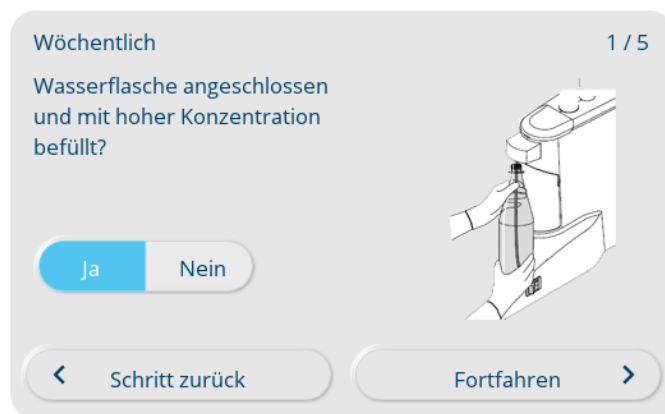 Wöchentlich 1 / 5
Wasserflasche angeschlossen
und mit hoher Konzentration
befüllt?
Ja Nein
Schritt zurück Fortfahren